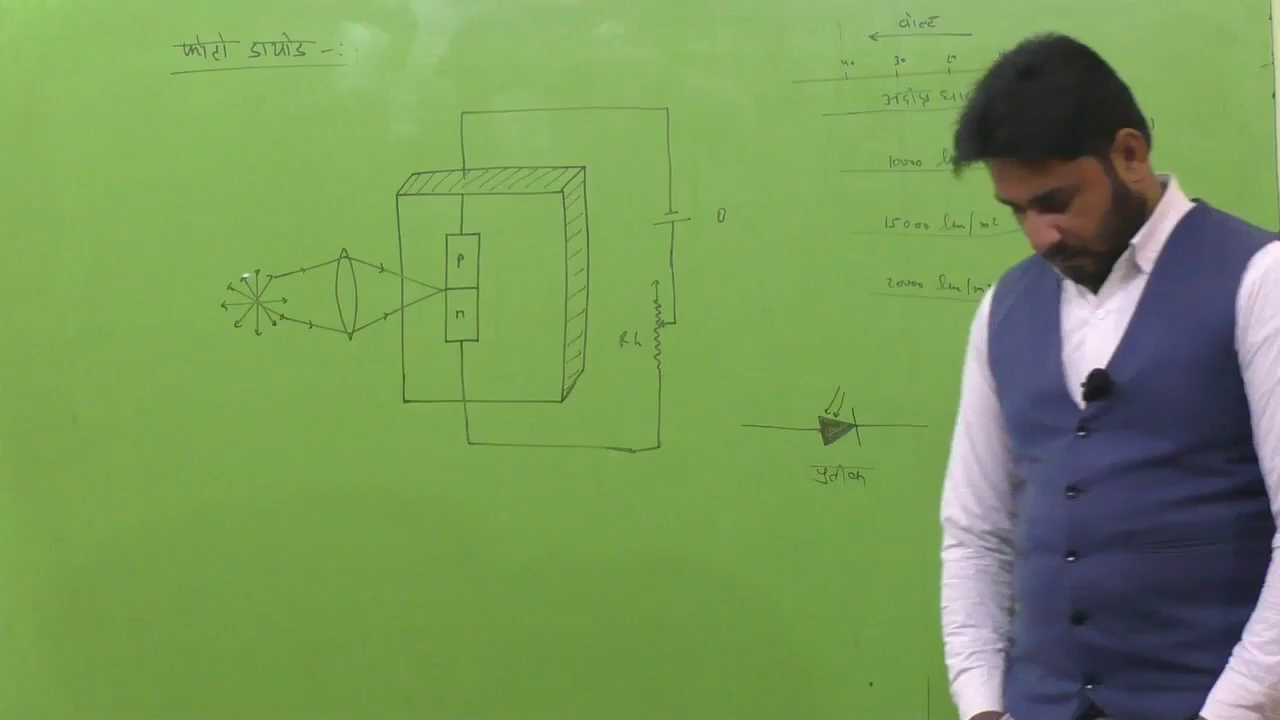 फोटो डायोड -:
P
n
B
Rh
प्रतीक
वोल्ट
40 30
10000
15000 lm/m²
20000 lm/m²